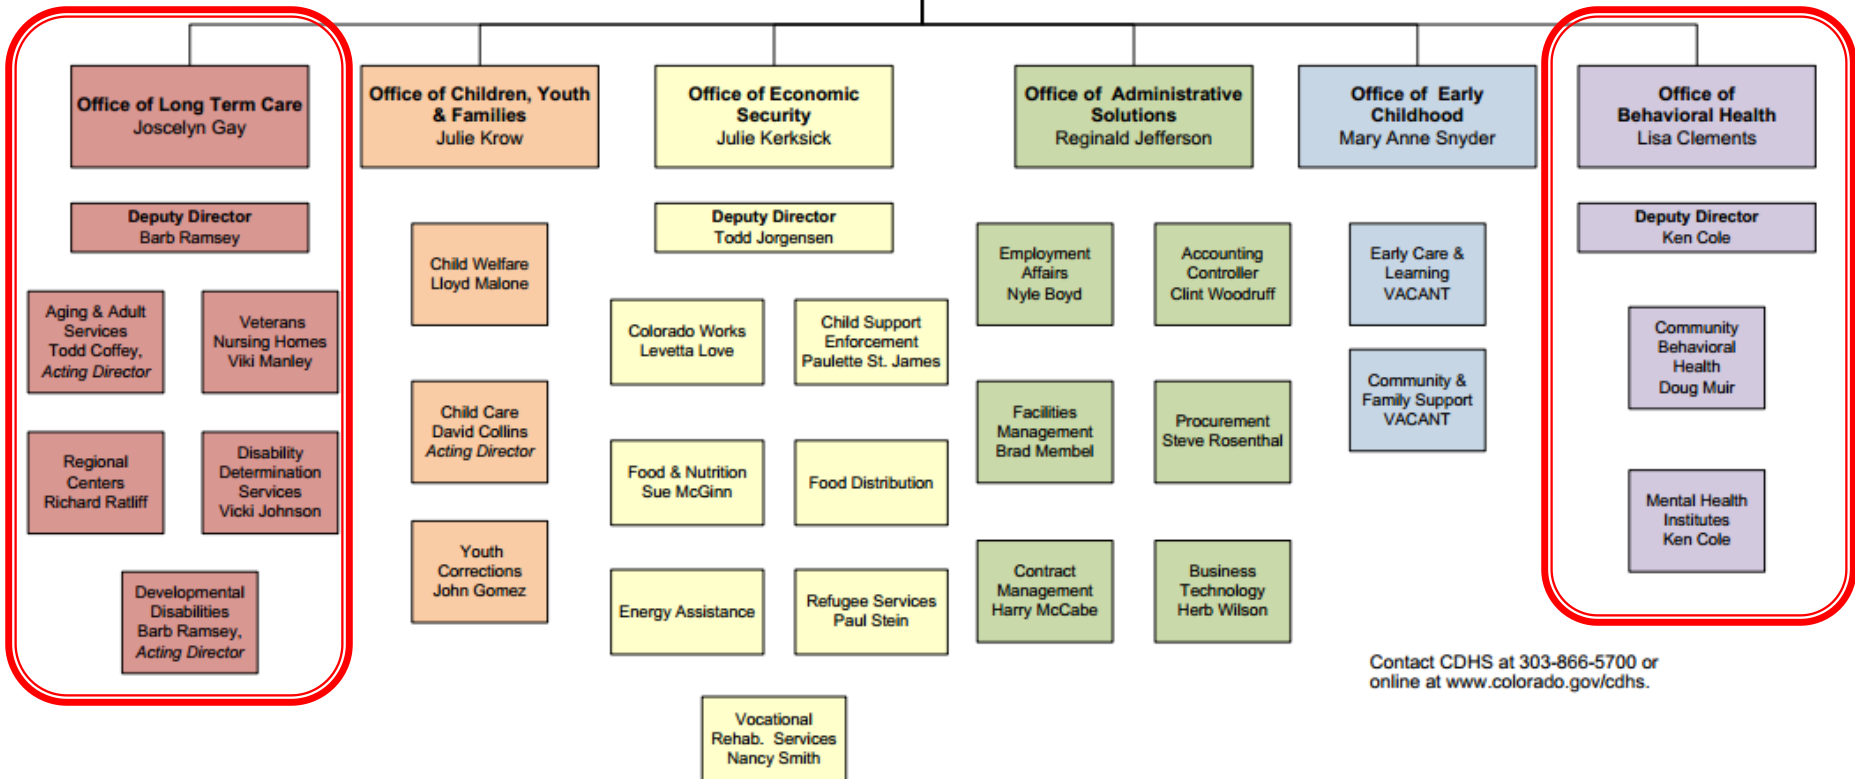 Office of Long Term Care
Joscelyn Gay
Deputy Director
Barb Ramsey
Aging & Adult
Services
Todd Coffey,
Acting Director
Veterans
Nursing Homes
Viki Manley
Regional
Centers
Richard Ratliff
Disability
Determination
Services
Vicki Johnson
Developmental
Disabilities
Barb Ramsey,
Acting Director
Office of Children, Youth
& Families
Julie Krow
Child Welfare
Lloyd Malone
Child Care
David Collins
Acting Director
Youth
Corrections
John Gomez
Office of Economic
Security
Julie Kerksick
Deputy Director
Todd Jorgensen
Colorado Works
Levetta Love
Child Support
Enforcement
Paulette St. James
Food & Nutrition
Sue McGinn
Food Distribution
Energy Assistance
Refugee Services
Paul Stein
Vocational
Rehab. Services
Nancy Smith
Office of Administrative
Solutions
Reginald Jefferson
Employment
Affairs
Nyle Boyd
Accounting
Controller
Clint Woodruff
Facilities
Management
Brad Membel
Procurement
Steve Rosenthal
Contract
Management
Harry McCabe
Business
Technology
Herb Wilson
Office of Early
Childhood
Mary Anne Snyder
Early Care &
Learning
VACANT
Community &
Family Support
VACANT
Office of
Behavioral Health
Lisa Clements
Deputy Director
Ken Cole
Community
Behavioral
Health
Doug Muir
Mental Health
Institutes
Ken Cole
Contact CDHS at 303-866-5700 or
online at www.colorado.gov/cdhs.